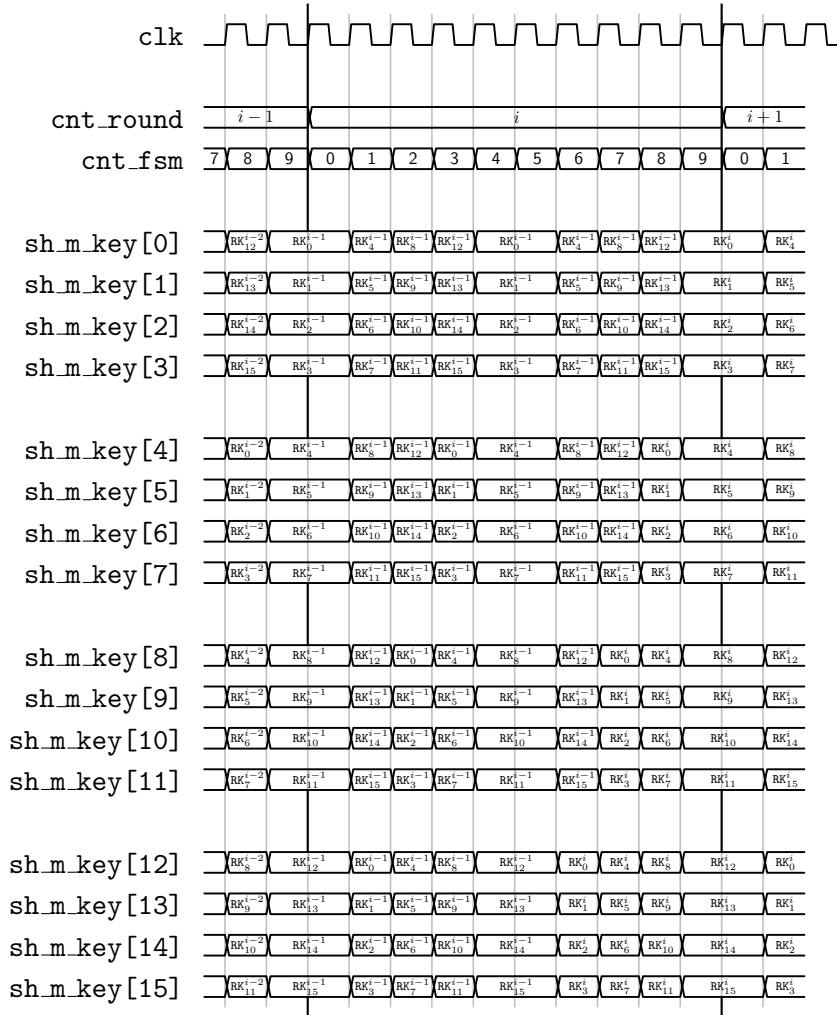 clk
cnt_round i−1 i i+1
cnt_fsm 7 8 9 0 1 2 3 4 5 6 7 8 9 0 1
sh_m_key[0] RK₁₂^{i−2} RK₀^{i−1} RK₄^{i−1} RK₈^{i−1} RK₁₂^{i−1} RK₀^{i−1} RK₄^{i−1} RK₈^{i−1} RK₁₂^{i−1} RK₀^{i} RK₄^{i}
sh_m_key[1] RK₁₃^{i−2} RK₁^{i−1} RK₅^{i−1} RK₉^{i−1} RK₁₃^{i−1} RK₁^{i−1} RK₅^{i−1} RK₉^{i−1} RK₁₃^{i−1} RK₁^{i} RK₅^{i}
sh_m_key[2] RK₁₄^{i−2} RK₂^{i−1} RK₆^{i−1} RK₁₀^{i−1} RK₁₄^{i−1} RK₂^{i−1} RK₆^{i−1} RK₁₀^{i−1} RK₁₄^{i−1} RK₂^{i} RK₆^{i}
sh_m_key[3] RK₁₅^{i−2} RK₃^{i−1} RK₇^{i−1} RK₁₁^{i−1} RK₁₅^{i−1} RK₃^{i−1} RK₇^{i−1} RK₁₁^{i−1} RK₁₅^{i−1} RK₃^{i} RK₇^{i}
sh_m_key[4] RK₀^{i−2} RK₄^{i−1} RK₈^{i−1} RK₁₂^{i−1} RK₀^{i−1} RK₄^{i−1} RK₈^{i−1} RK₁₂^{i−1} RK₀^{i} RK₄^{i} RK₈^{i}
sh_m_key[5] RK₁^{i−2} RK₅^{i−1} RK₉^{i−1} RK₁₃^{i−1} RK₁^{i−1} RK₅^{i−1} RK₉^{i−1} RK₁₃^{i−1} RK₁^{i} RK₅^{i} RK₉^{i}
sh_m_key[6] RK₂^{i−2} RK₆^{i−1} RK₁₀^{i−1} RK₁₄^{i−1} RK₂^{i−1} RK₆^{i−1} RK₁₀^{i−1} RK₁₄^{i−1} RK₂^{i} RK₆^{i} RK₁₀^{i}
sh_m_key[7] RK₃^{i−2} RK₇^{i−1} RK₁₁^{i−1} RK₁₅^{i−1} RK₃^{i−1} RK₇^{i−1} RK₁₁^{i−1} RK₁₅^{i−1} RK₃^{i} RK₇^{i} RK₁₁^{i}
sh_m_key[8] RK₄^{i−2} RK₈^{i−1} RK₁₂^{i−1} RK₀^{i−1} RK₄^{i−1} RK₈^{i−1} RK₁₂^{i−1} RK₀^{i} RK₄^{i} RK₈^{i} RK₁₂^{i}
sh_m_key[9] RK₅^{i−2} RK₉^{i−1} RK₁₃^{i−1} RK₁^{i−1} RK₅^{i−1} RK₉^{i−1} RK₁₃^{i−1} RK₁^{i} RK₅^{i} RK₉^{i} RK₁₃^{i}
sh_m_key[10] RK₆^{i−2} RK₁₀^{i−1} RK₁₄^{i−1} RK₂^{i−1} RK₆^{i−1} RK₁₀^{i−1} RK₁₄^{i−1} RK₂^{i} RK₆^{i} RK₁₀^{i} RK₁₄^{i}
sh_m_key[11] RK₇^{i−2} RK₁₁^{i−1} RK₁₅^{i−1} RK₃^{i−1} RK₇^{i−1} RK₁₁^{i−1} RK₁₅^{i−1} RK₃^{i} RK₇^{i} RK₁₁^{i} RK₁₅^{i}
sh_m_key[12] RK₈^{i−2} RK₁₂^{i−1} RK₀^{i−1} RK₄^{i−1} RK₈^{i−1} RK₁₂^{i−1} RK₀^{i} RK₄^{i} RK₈^{i} RK₁₂^{i} RK₀^{i}
sh_m_key[13] RK₉^{i−2} RK₁₃^{i−1} RK₁^{i−1} RK₅^{i−1} RK₉^{i−1} RK₁₃^{i−1} RK₁^{i} RK₅^{i} RK₉^{i} RK₁₃^{i} RK₁^{i}
sh_m_key[14] RK₁₀^{i−2} RK₁₄^{i−1} RK₂^{i−1} RK₆^{i−1} RK₁₀^{i−1} RK₁₄^{i−1} RK₂^{i} RK₆^{i} RK₁₀^{i} RK₁₄^{i} RK₂^{i}
sh_m_key[15] RK₁₁^{i−2} RK₁₅^{i−1} RK₃^{i−1} RK₇^{i−1} RK₁₁^{i−1} RK₁₅^{i−1} RK₃^{i} RK₇^{i} RK₁₁^{i} RK₁₅^{i} RK₃^{i}